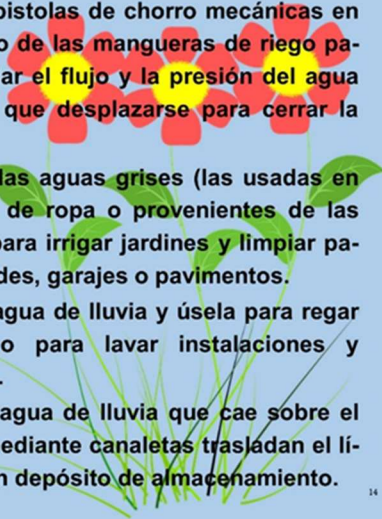 pistolas de chorro mecánicas en
o de las mangueras de riego pa-
ar el flujo y la presión del agua
que desplazarse para cerrar la
las aguas grises (las usadas en
de ropa o provenientes de las
para irrigar jardines y limpiar pa-
des, garajes o pavimentos.
agua de lluvia y úsela para regar
o para lavar instalaciones y
.
agua de lluvia que cae sobre el
ediante canaletas trasladan el lí-
n depósito de almacenamiento.
14